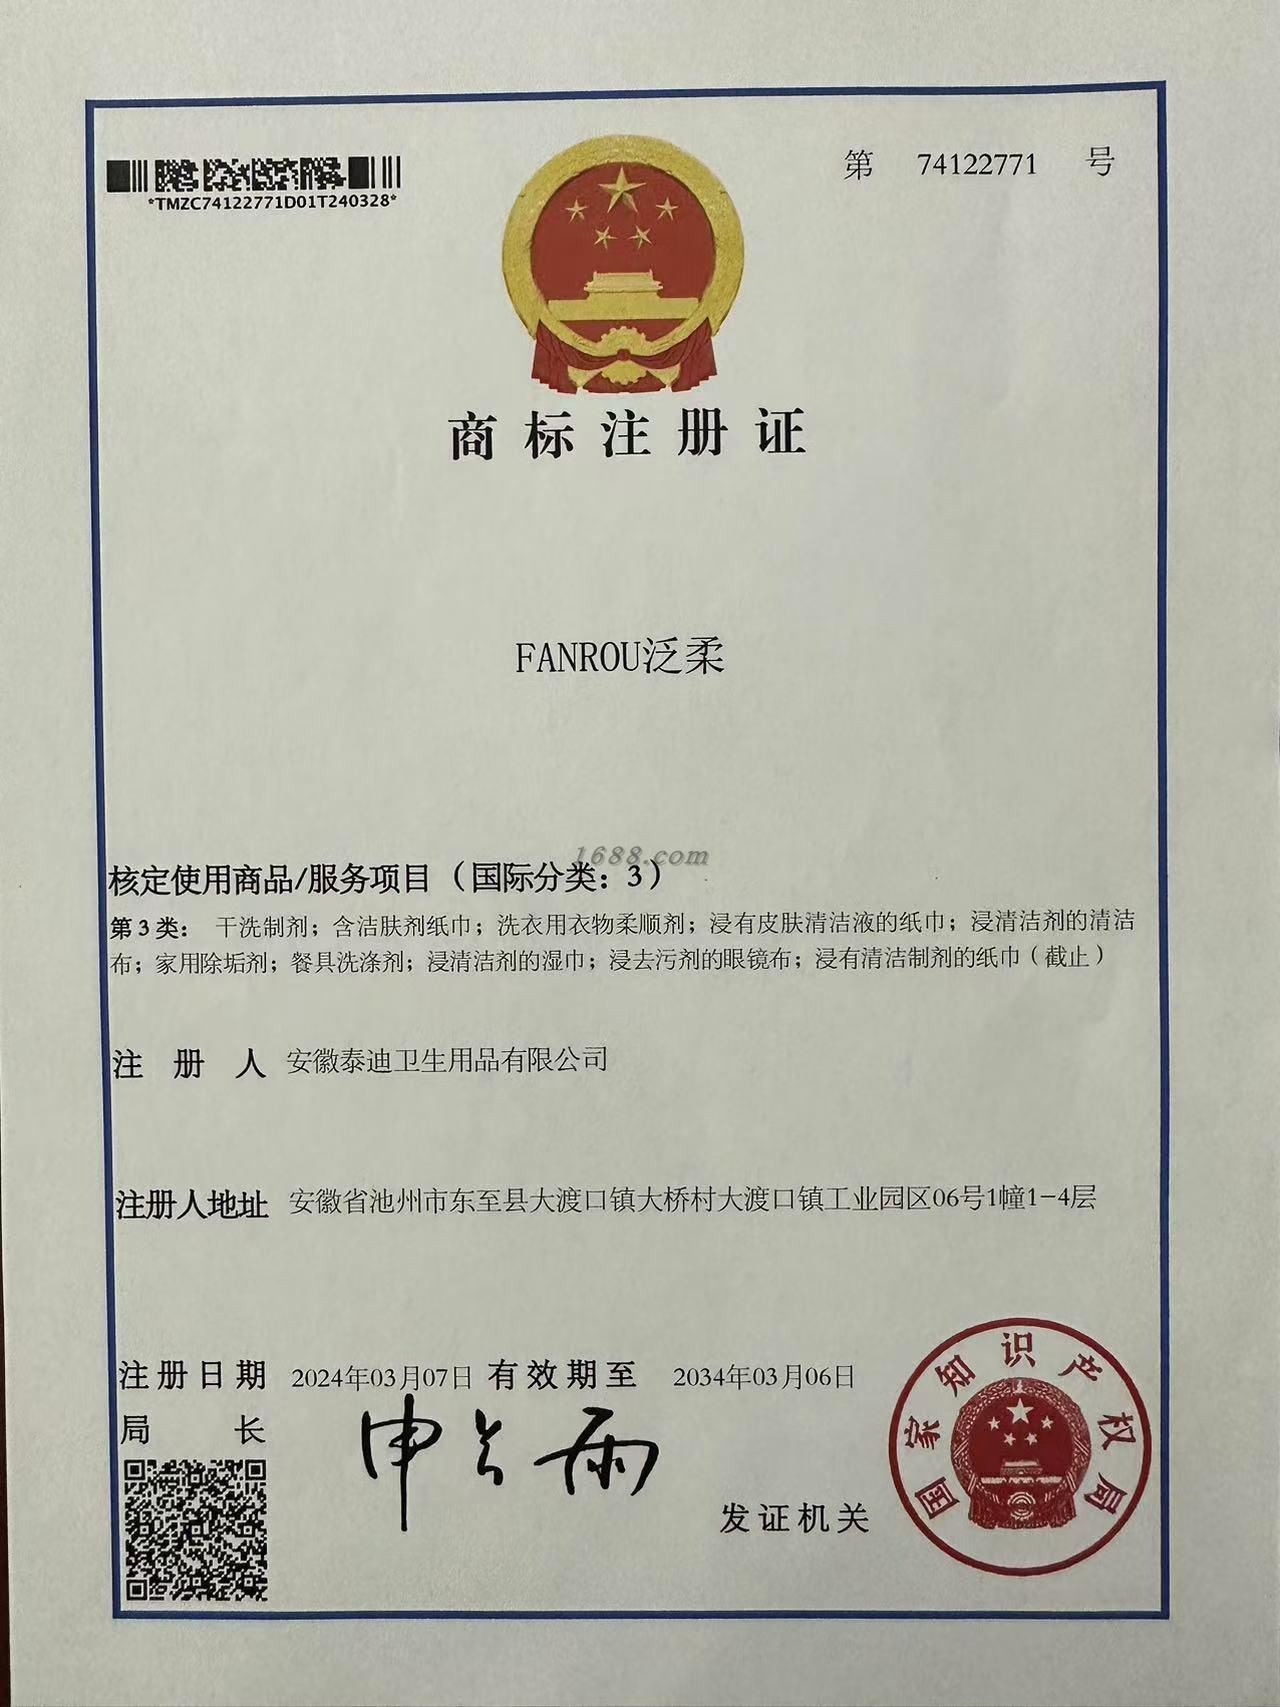 第 74122771 号
*TMZC74122771D01T240328*
商标注册证
FANROU泛柔
1688.com
核定使用商品/服务项目（国际分类：3）
第3类： 干洗制剂；含洁肤剂纸巾；洗衣用衣物柔顺剂；浸有皮肤清洁液的纸巾；浸清洁剂的清洁
布；家用除垢剂；餐具洗涤剂；浸清洁剂的湿巾；浸去污剂的眼镜布；浸有清洁制剂的纸巾（截止）
注册人 安徽泰迪卫生用品有限公司
注册人地址 安徽省池州市东至县大渡口镇大桥村大渡口镇工业园区06号1幢1-4层
注册日期 2024年03月07日 有效期至 2034年03月06日
局长 申长雨
发证机关
国家知识产权局